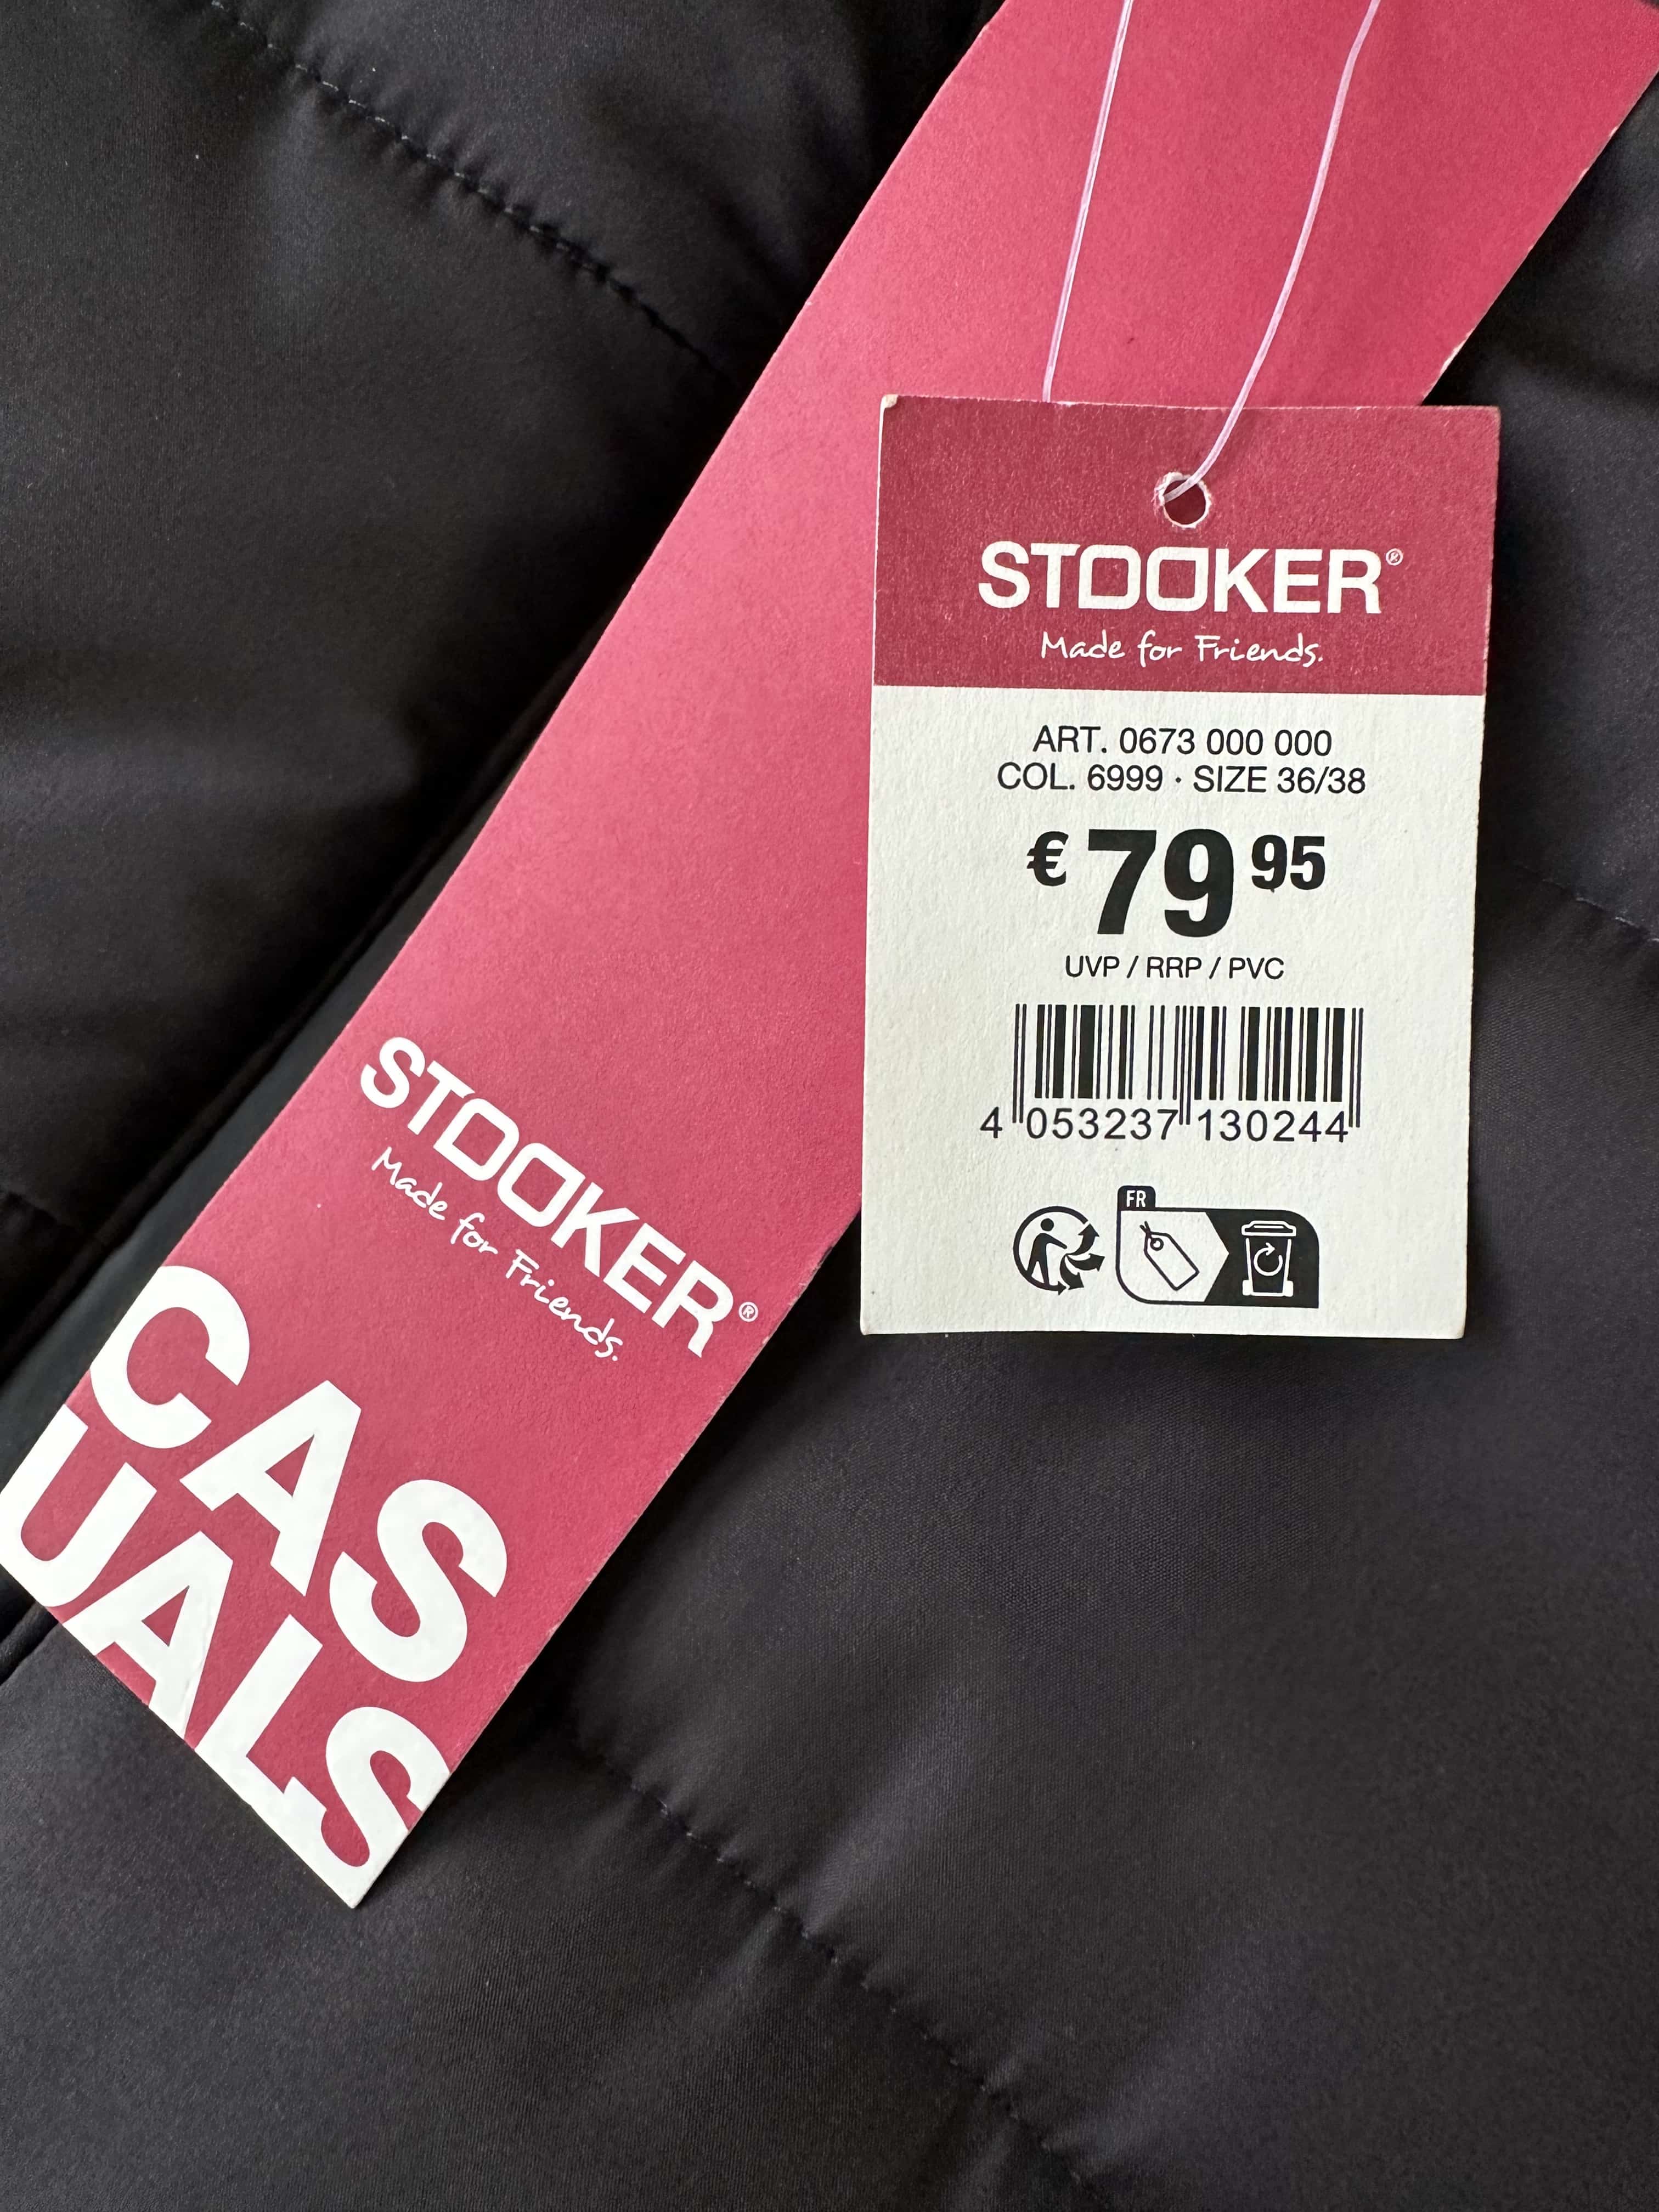 STOOKER®
Made for Friends.
ART. 0673 000 000
COL. 6999 · SIZE 36/38
€ 79 95
UVP / RRP / PVC
4 053237 130244
FR
STOOKER®
Made for Friends.
CAS
UALS